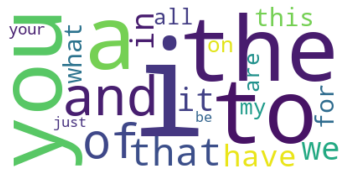 your
all
this
you
a
in
i
the
what
on
are
my
and
it
to
for
just
of
that
be
have
we